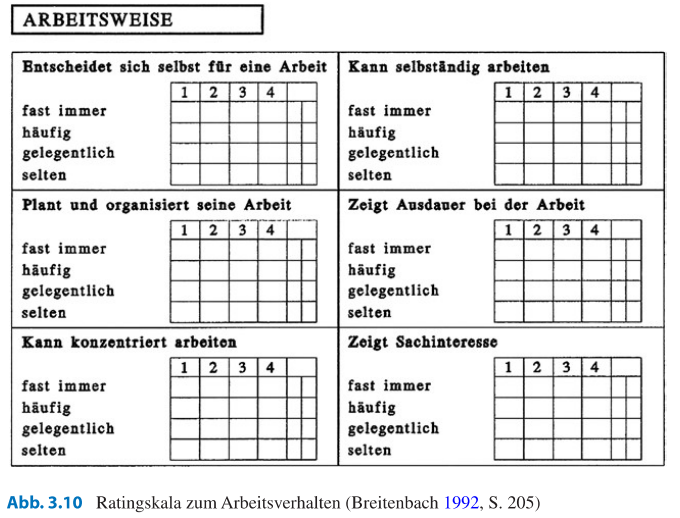 ARBEITSWEISE
Entscheidet sich selbst für eine Arbeit
1 2 3 4
fast immer
häufig
gelegentlich
selten
Kann selbständig arbeiten
1 2 3 4
fast immer
häufig
gelegentlich
selten
Plant und organisiert seine Arbeit
1 2 3 4
fast immer
häufig
gelegentlich
selten
Zeigt Ausdauer bei der Arbeit
1 2 3 4
fast immer
häufig
gelegentlich
selten
Kann konzentriert arbeiten
1 2 3 4
fast immer
häufig
gelegentlich
selten
Zeigt Sachinteresse
1 2 3 4
fast immer
häufig
gelegentlich
selten
Abb. 3.10 Ratingskala zum Arbeitsverhalten (Breitenbach 1992, S. 205)